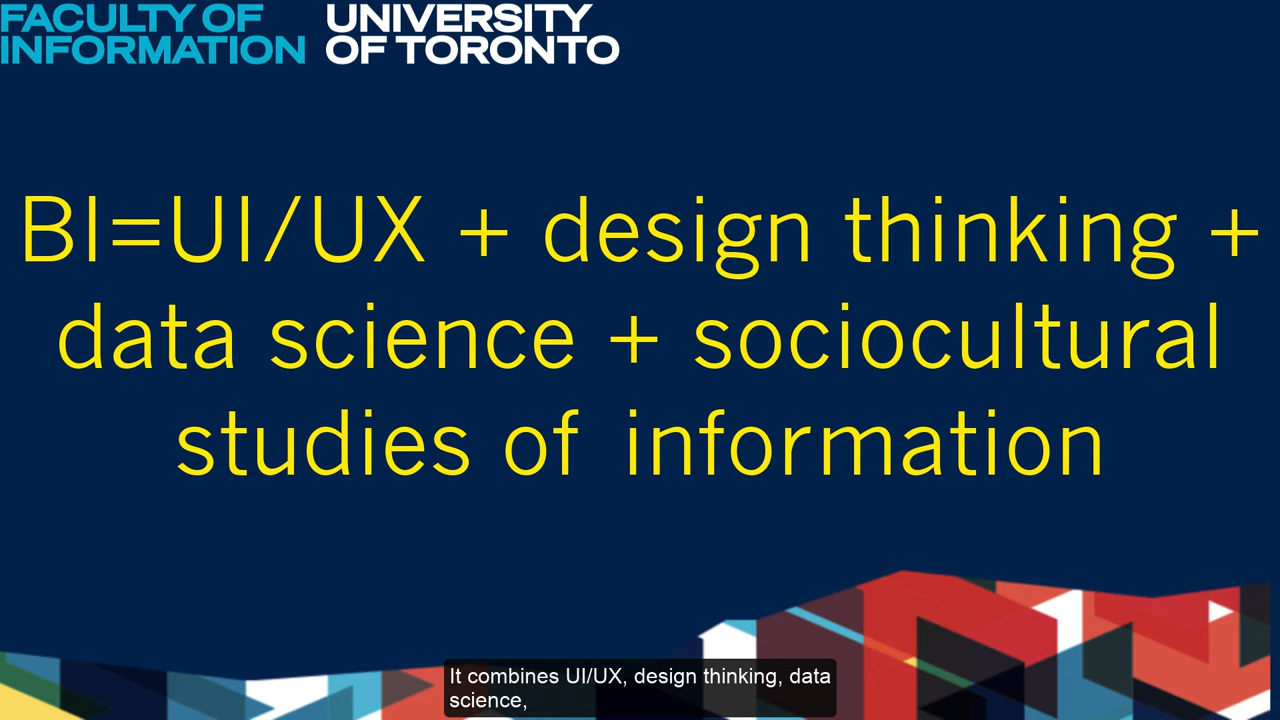 FACULTY OF
INFORMATION
UNIVERSITY
OF TORONTO
BI=UI/UX + design thinking +
data science + sociocultural
studies of information
It combines UI/UX, design thinking, data
science,